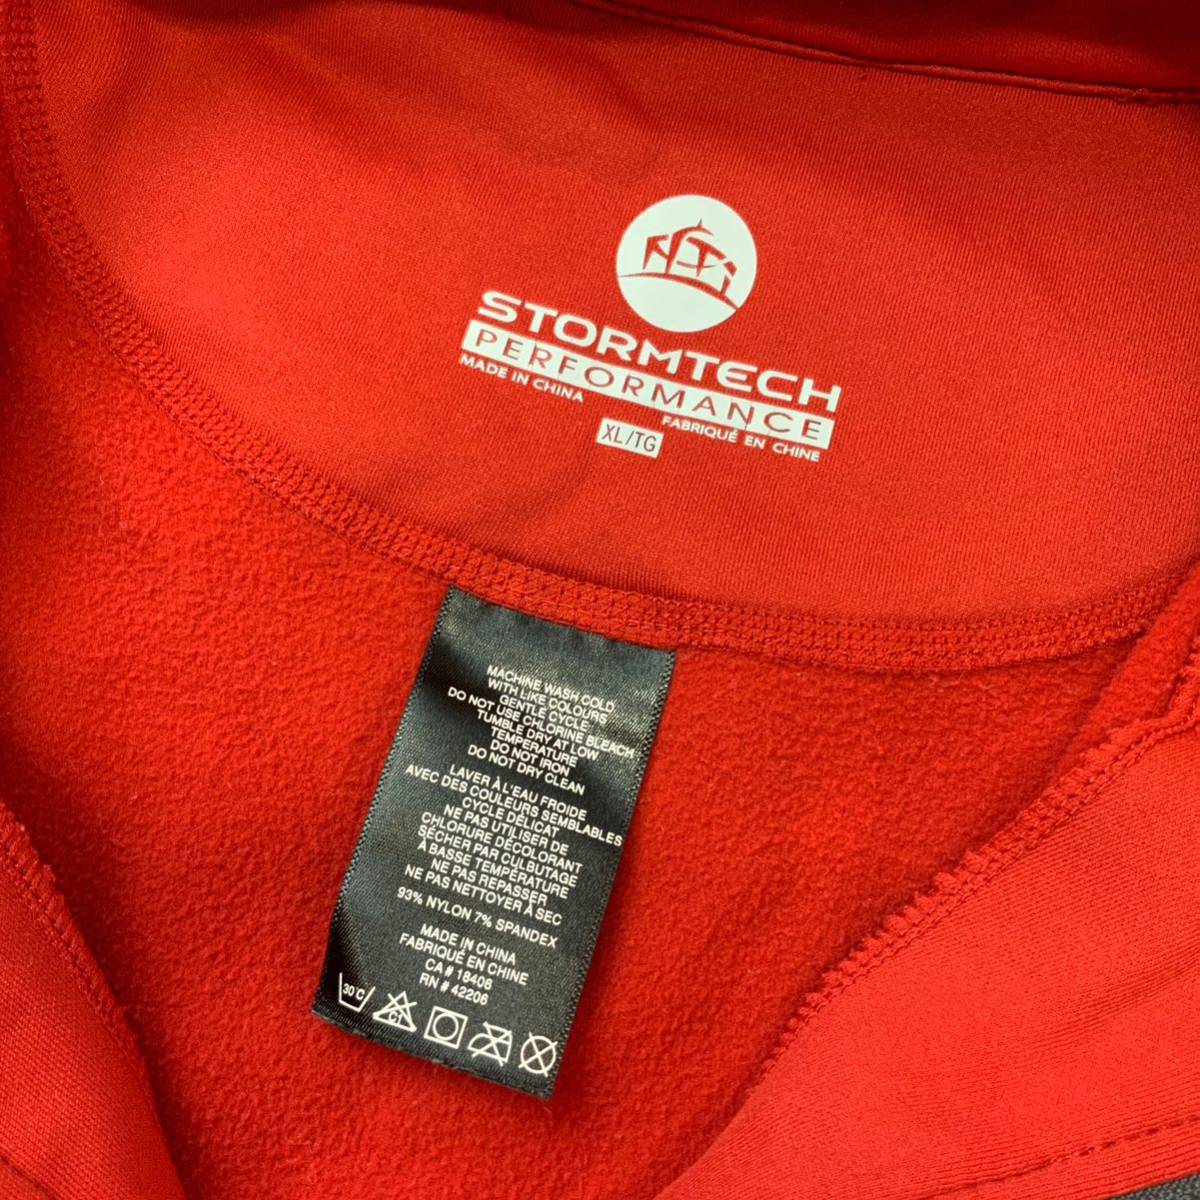 STORMTECH
PERFORMANCE
MADE IN CHINA
FABRIQUÉ EN CHINE
XL/TG
MACHINE WASH COLD
WITH LIKE COLOURS
GENTLE CYCLE
DO NOT USE CHLORINE BLEACH
TUMBLE DRY AT LOW
TEMPERATURE
DO NOT IRON
DO NOT DRY CLEAN
LAVER À L'EAU FROIDE
AVEC DES COULEURS SEMBLABLES
CYCLE DÉLICAT
NE PAS UTILISER DE
CHLORURE DÉCOLORANT
SÉCHER PAR CULBUTAGE
À BASSE TEMPÉRATURE
NE PAS REPASSER
NE PAS NETTOYER À SEC
93% NYLON 7% SPANDEX
MADE IN CHINA
FABRIQUÉ EN CHINE
CA # 18406
RN # 42206
30°C
C1